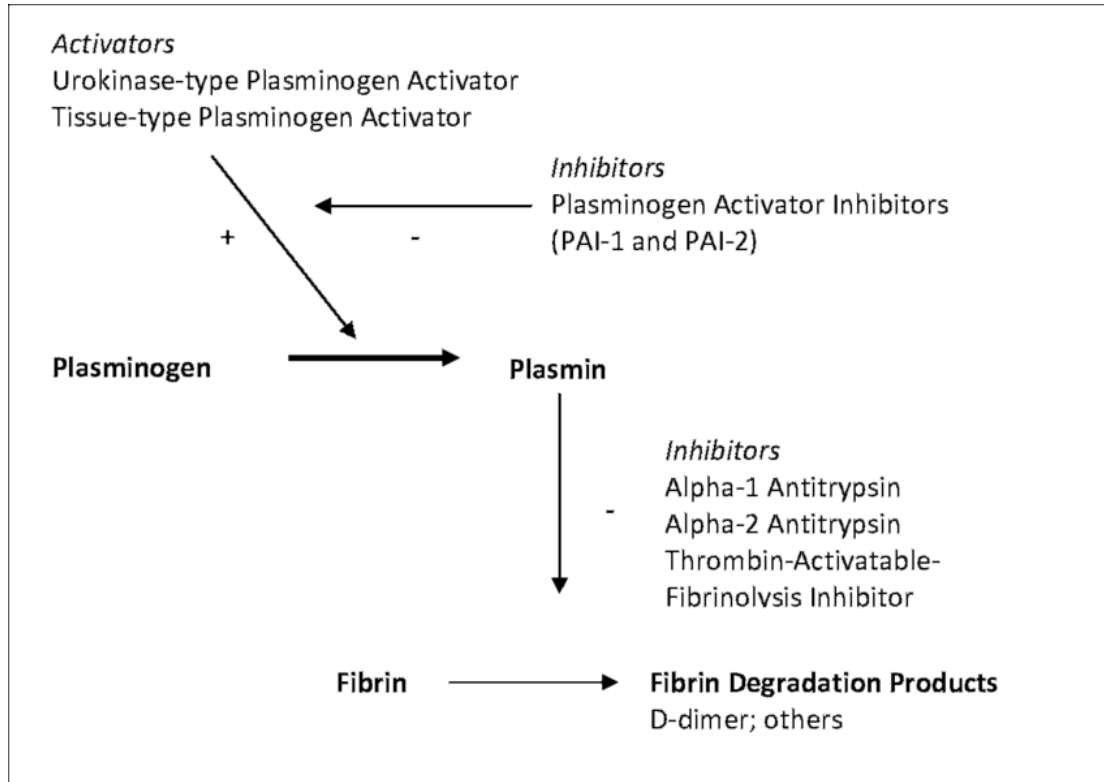 Activators
Urokinase-type Plasminogen Activator
Tissue-type Plasminogen Activator
Inhibitors
Plasminogen Activator Inhibitors
(PAI-1 and PAI-2)
+
-
Plasminogen
Plasmin
Inhibitors
Alpha-1 Antitrypsin
Alpha-2 Antitrypsin
-
Thrombin-Activatable-
Fibrinolvsis Inhibitor
Fibrin
Fibrin Degradation Products
D-dimer; others